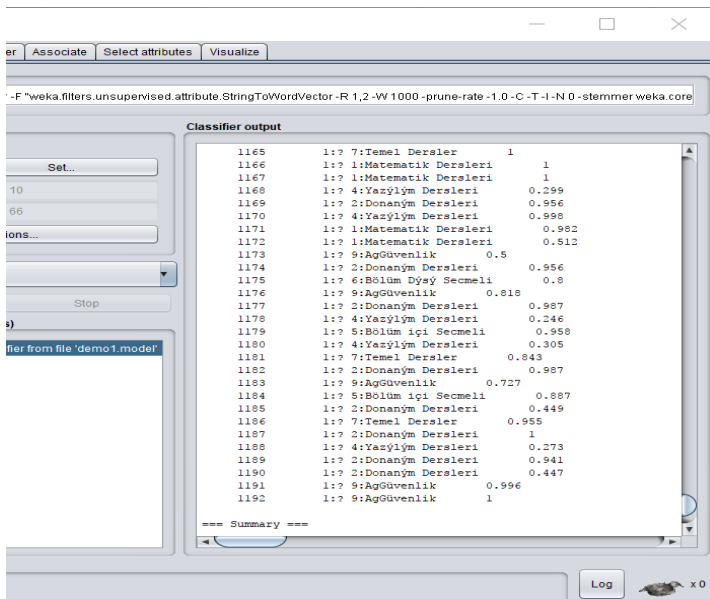 er Associate Select attributes Visualize
-F "weka.filters.unsupervised.attribute.StringToWordVector -R 1,2 -W 1000 -prune-rate -1.0 -C -T -I -N 0 -stemmer weka.core
Classifier output
Set...
10
66
ions...
Stop
s)
fier from file 'demo1.model'
1165 1:? 7:Temel Dersler 1
1166 1:? 1:Matematik Dersleri 1
1167 1:? 1:Matematik Dersleri 1
1168 1:? 4:Yazýlým Dersleri 0.299
1169 1:? 2:Donaným Dersleri 0.956
1170 1:? 4:Yazýlým Dersleri 0.998
1171 1:? 1:Matematik Dersleri 0.982
1172 1:? 1:Matematik Dersleri 0.512
1173 1:? 9:AgGüvenlik 0.5
1174 1:? 2:Donaným Dersleri 0.956
1175 1:? 6:Bölüm Dýsý Secmeli 0.8
1176 1:? 9:AgGüvenlik 0.818
1177 1:? 2:Donaným Dersleri 0.987
1178 1:? 4:Yazýlým Dersleri 0.246
1179 1:? 5:Bölüm içi Secmeli 0.958
1180 1:? 4:Yazýlým Dersleri 0.305
1181 1:? 7:Temel Dersler 0.843
1182 1:? 2:Donaným Dersleri 0.987
1183 1:? 9:AgGüvenlik 0.727
1184 1:? 5:Bölüm içi Secmeli 0.887
1185 1:? 2:Donaným Dersleri 0.449
1186 1:? 7:Temel Dersler 0.955
1187 1:? 2:Donaným Dersleri 1
1188 1:? 4:Yazýlým Dersleri 0.273
1189 1:? 2:Donaným Dersleri 0.941
1190 1:? 2:Donaným Dersleri 0.447
1191 1:? 9:AgGüvenlik 0.996
1192 1:? 9:AgGüvenlik 1
=== Summary ===
Log x 0